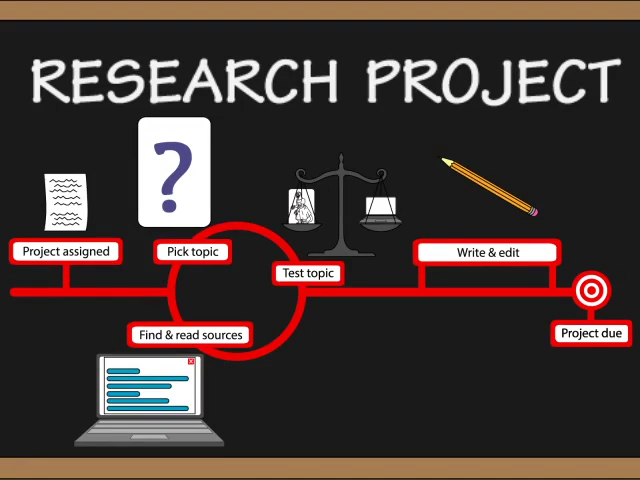 RESEARCH PROJECT
?
Project assigned
Pick topic
Test topic
Write & edit
Find & read sources
Project due